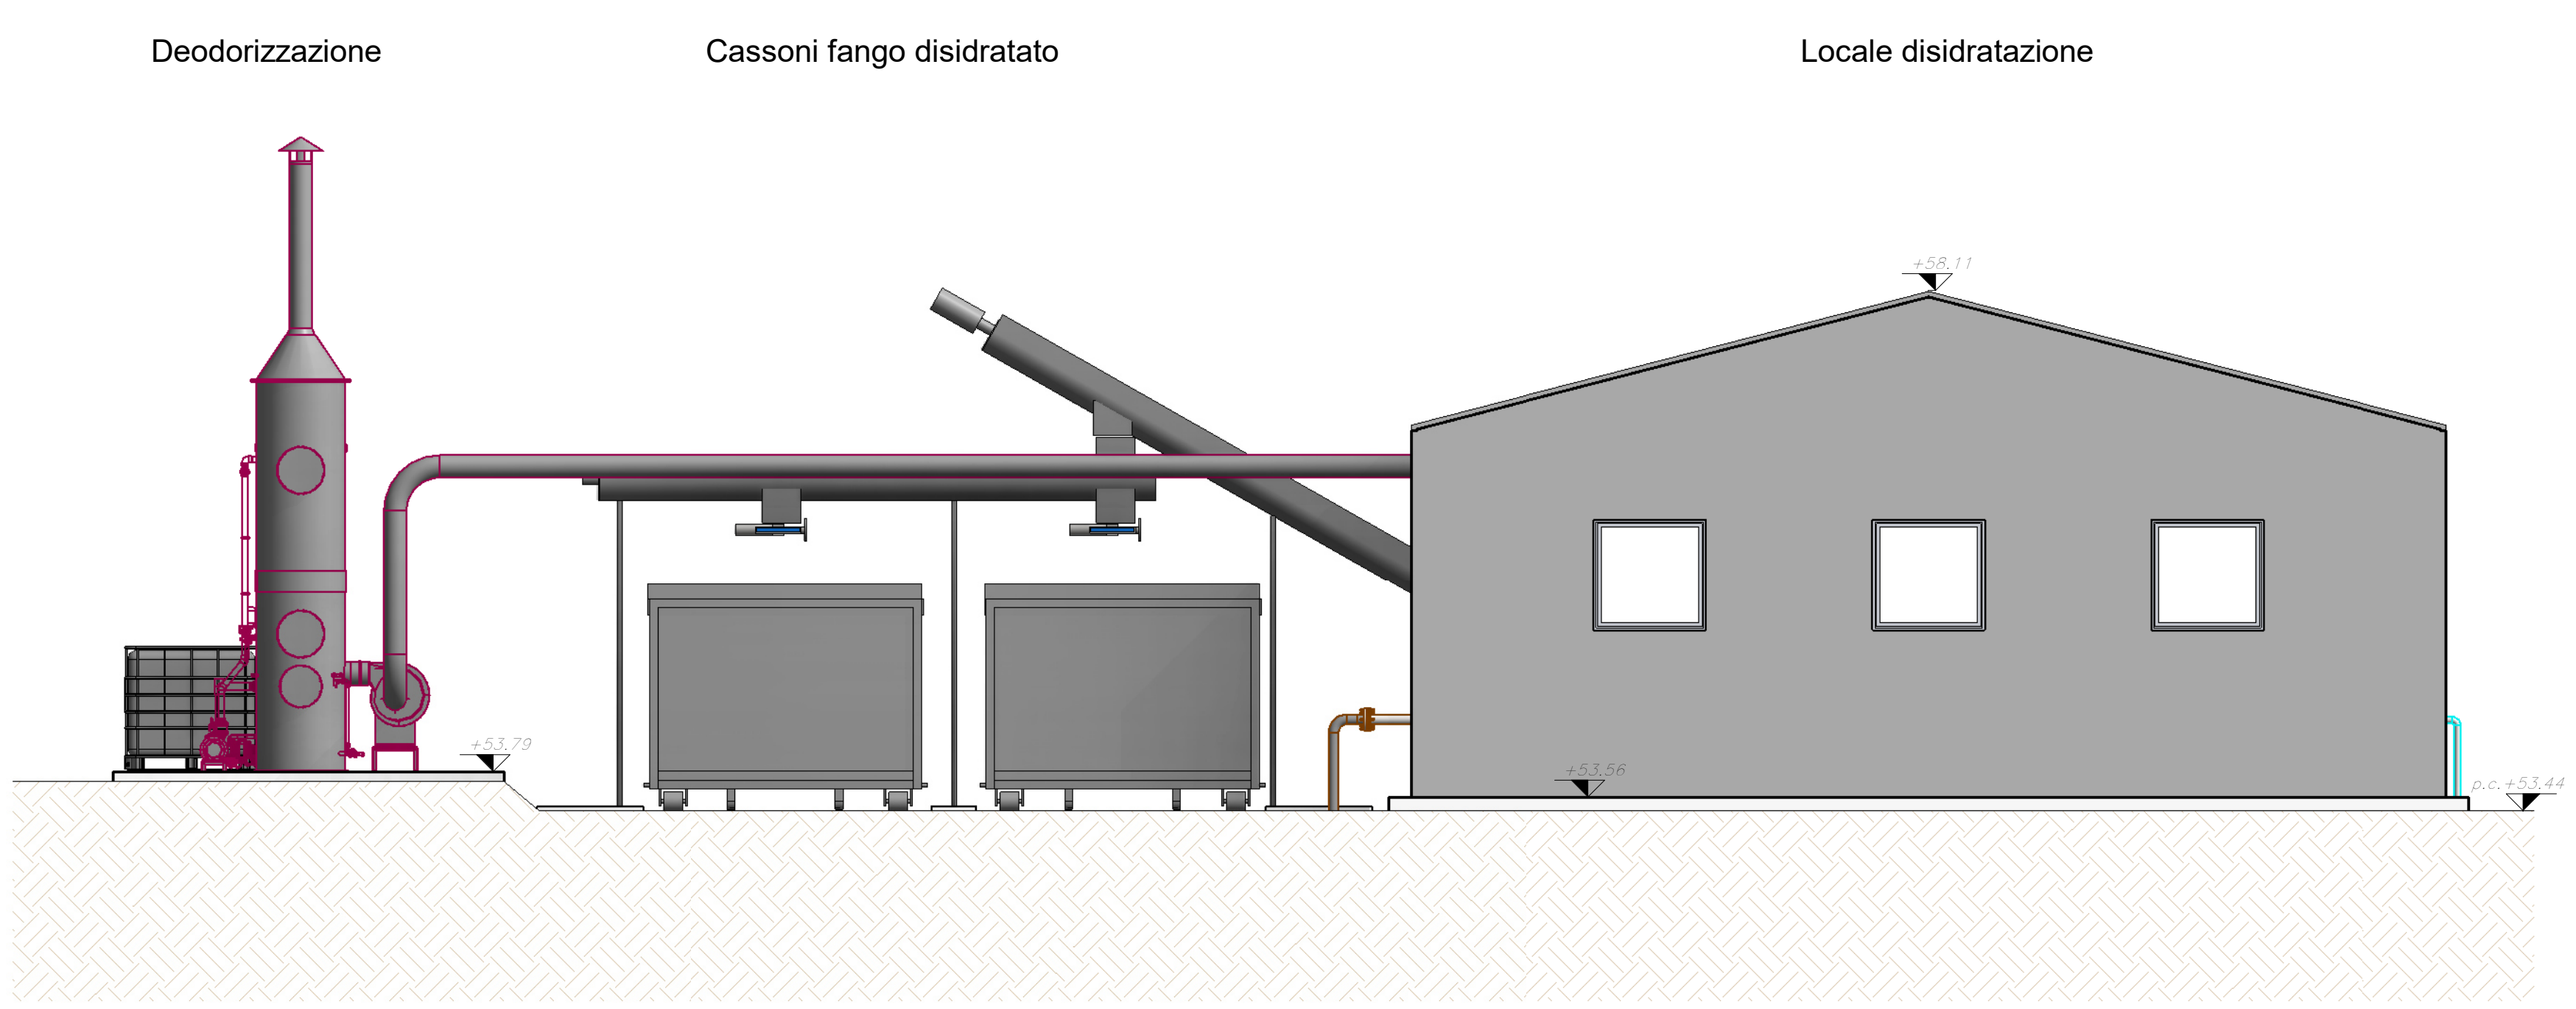 Deodorizzazione
Cassoni fango disidratato
Locale disidratazione
+58.11
+53.79
+53.56
p.c.+53.44